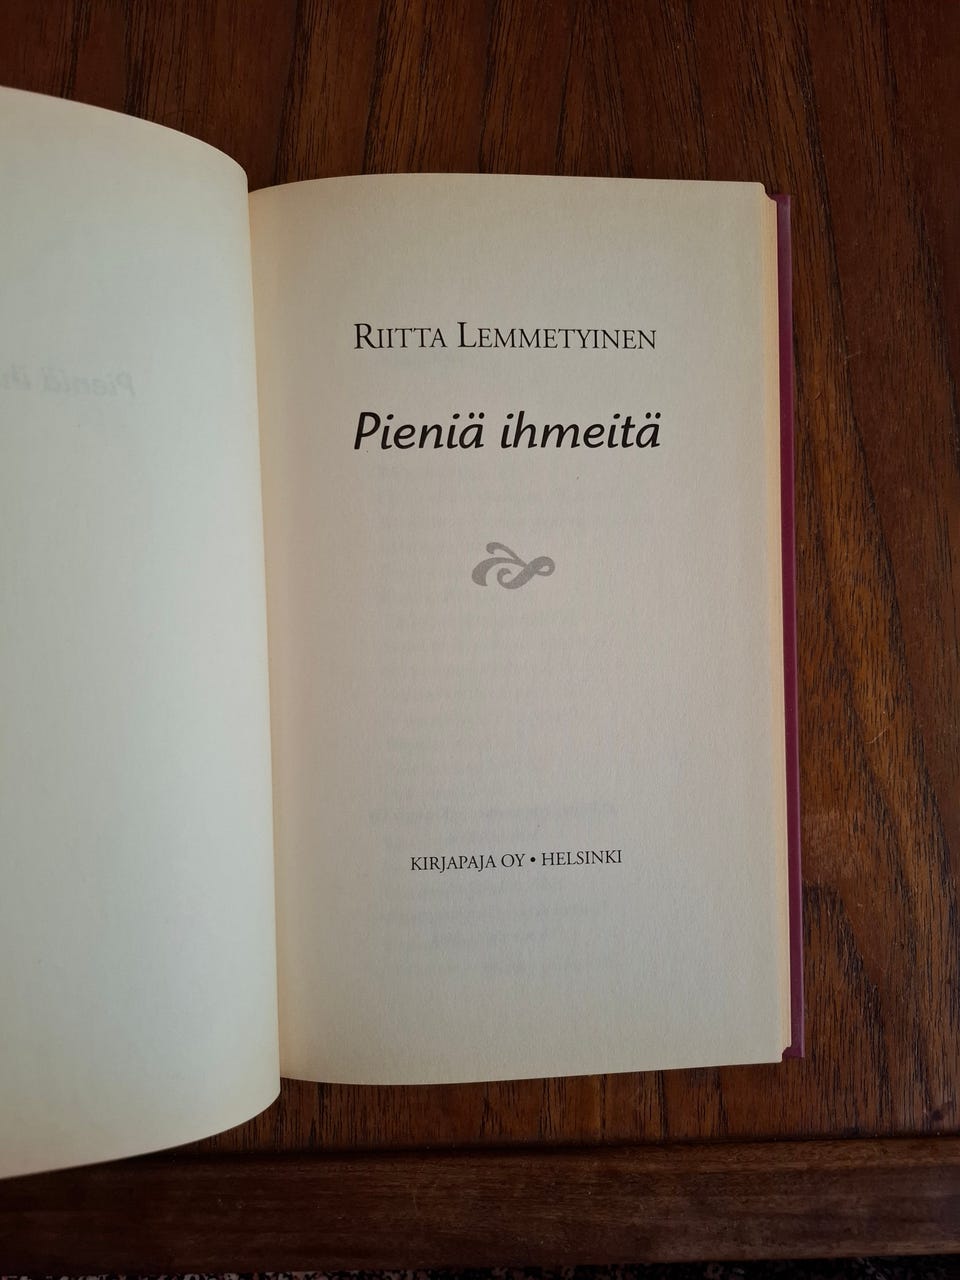 RIITTA LEMMETYINEN
Pieniä ihmeitä
KIRJAPAJA OY • HELSINKI